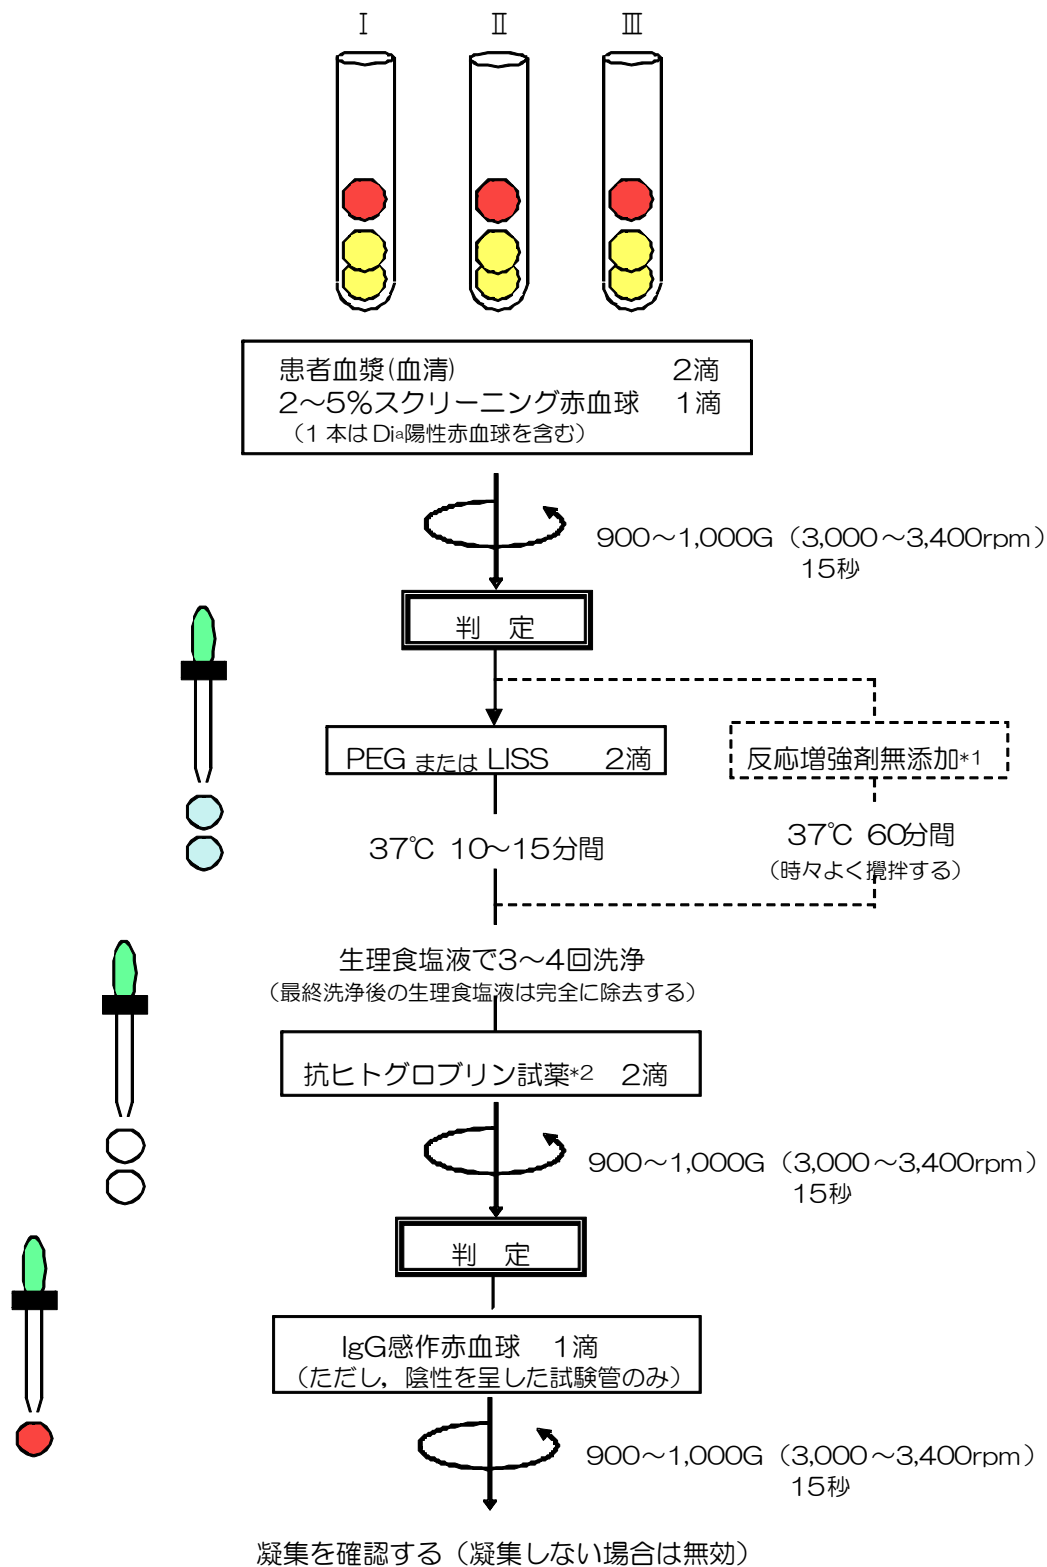 Ⅰ Ⅱ Ⅲ
患者血漿(血清) 2滴
2～5%スクリーニング赤血球 1滴
（1本はDiᵃ陽性赤血球を含む）
900～1,000G（3,000～3,400rpm）
15秒
判 定
PEG または LISS 2滴
反応増強剤無添加*1
37℃ 10～15分間
37℃ 60分間
（時々よく攪拌する）
生理食塩液で3～4回洗浄
（最終洗浄後の生理食塩液は完全に除去する）
抗ヒトグロブリン試薬*2 2滴
900～1,000G（3,000～3,400rpm）
15秒
判 定
IgG感作赤血球 1滴
（ただし，陰性を呈した試験管のみ）
900～1,000G（3,000～3,400rpm）
15秒
凝集を確認する（凝集しない場合は無効）